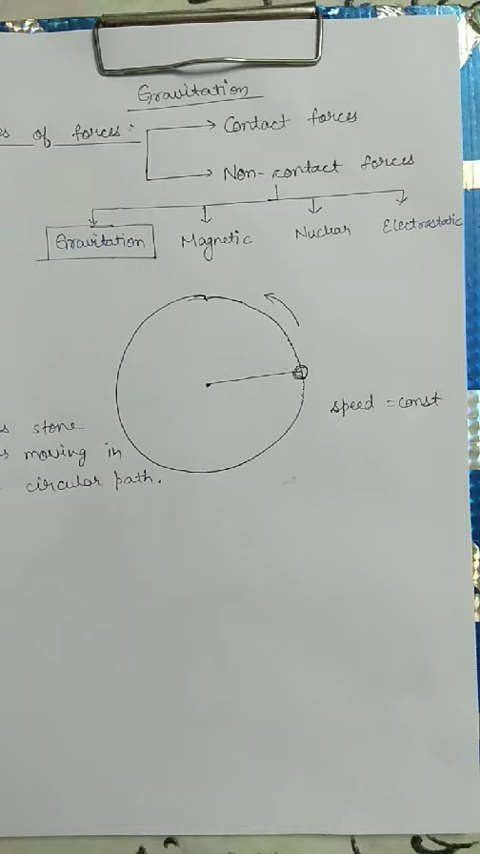 Gravitation
of forces:
Contact forces
Non-contact forces
Gravitation Magnetic Nuclear Electrostatic
speed = const
stone
moving in
circular path.